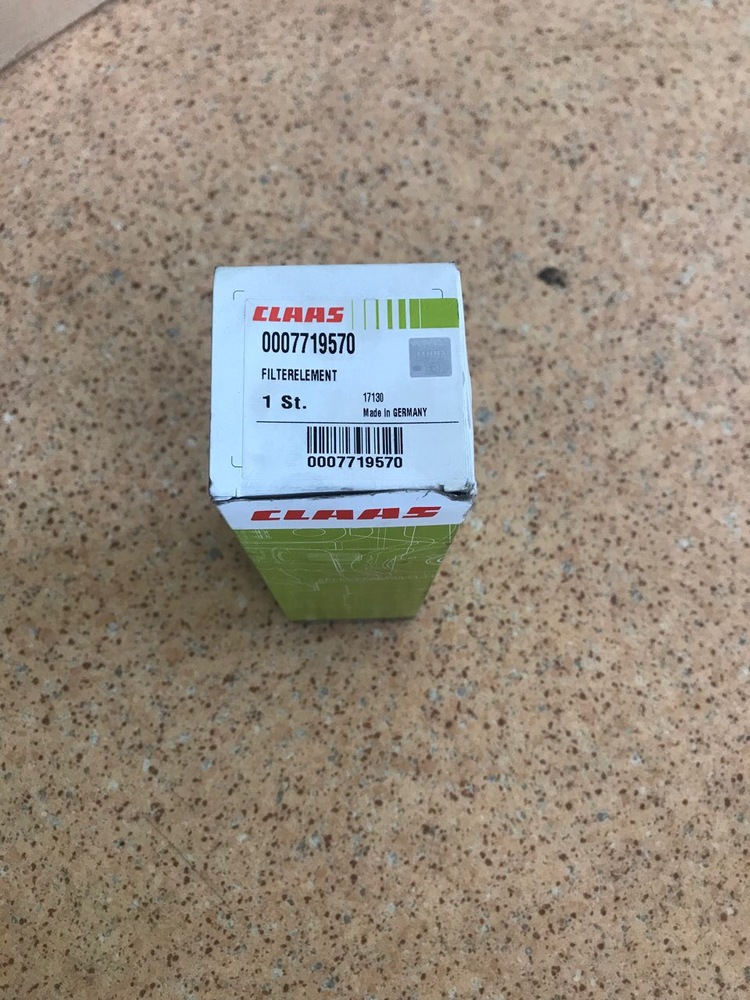 CLAAS
0007719570
FILTERELEMENT
1 St.
17130
Made in GERMANY
0007719570
CLAAS